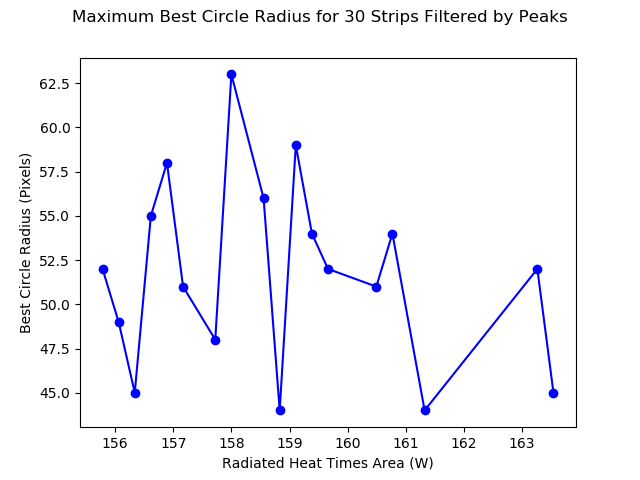 Maximum Best Circle Radius for 30 Strips Filtered by Peaks
62.5
60.0
57.5
55.0
52.5
50.0
47.5
45.0
Best Circle Radius (Pixels)
156 157 158 159 160 161 162 163
Radiated Heat Times Area (W)